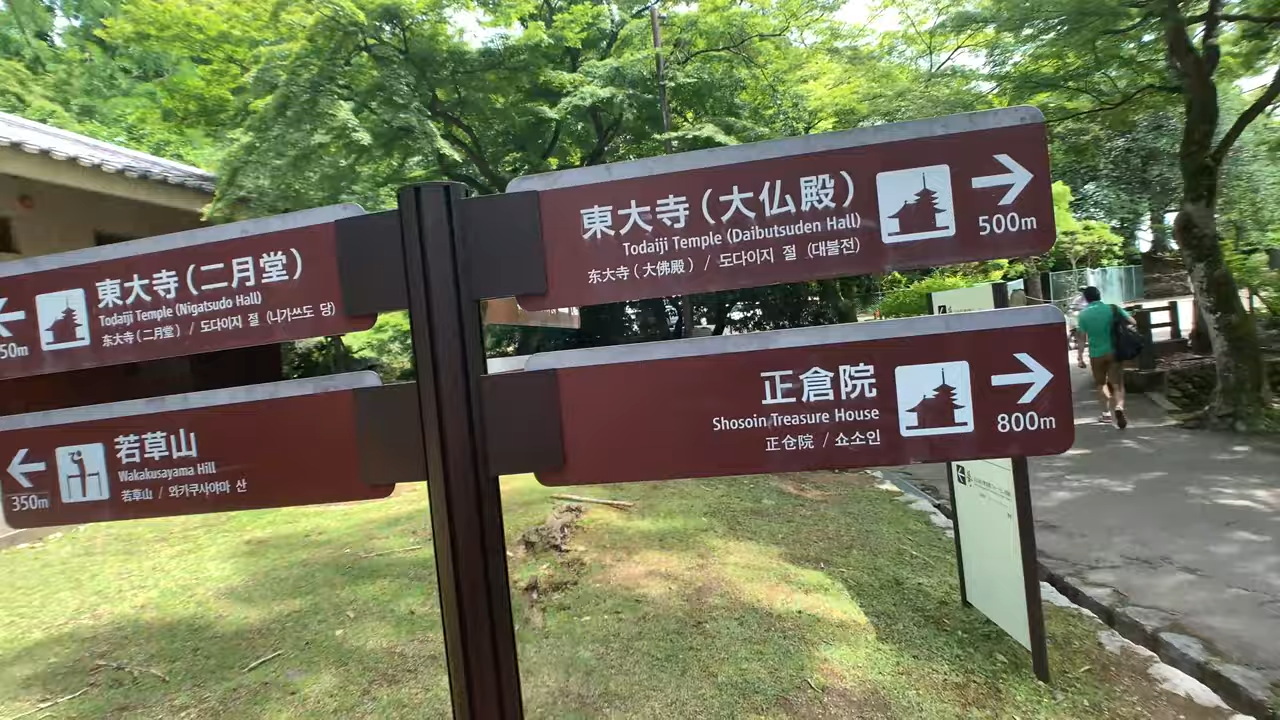 東大寺(二月堂)
Todaiji Temple (Nigatsudo Hall)
东大寺(二月堂) / 도다이지 절 (니가쓰도 당)
50m
若草山
Wakakusayama Hill
若草山 / 와카쿠사야마 산
350m
東大寺(大仏殿)
Todaiji Temple (Daibutsuden Hall)
东大寺(大佛殿) / 도다이지 절 (대불전)
500m
正倉院
Shosoin Treasure House
正仓院 / 쇼소인
800m